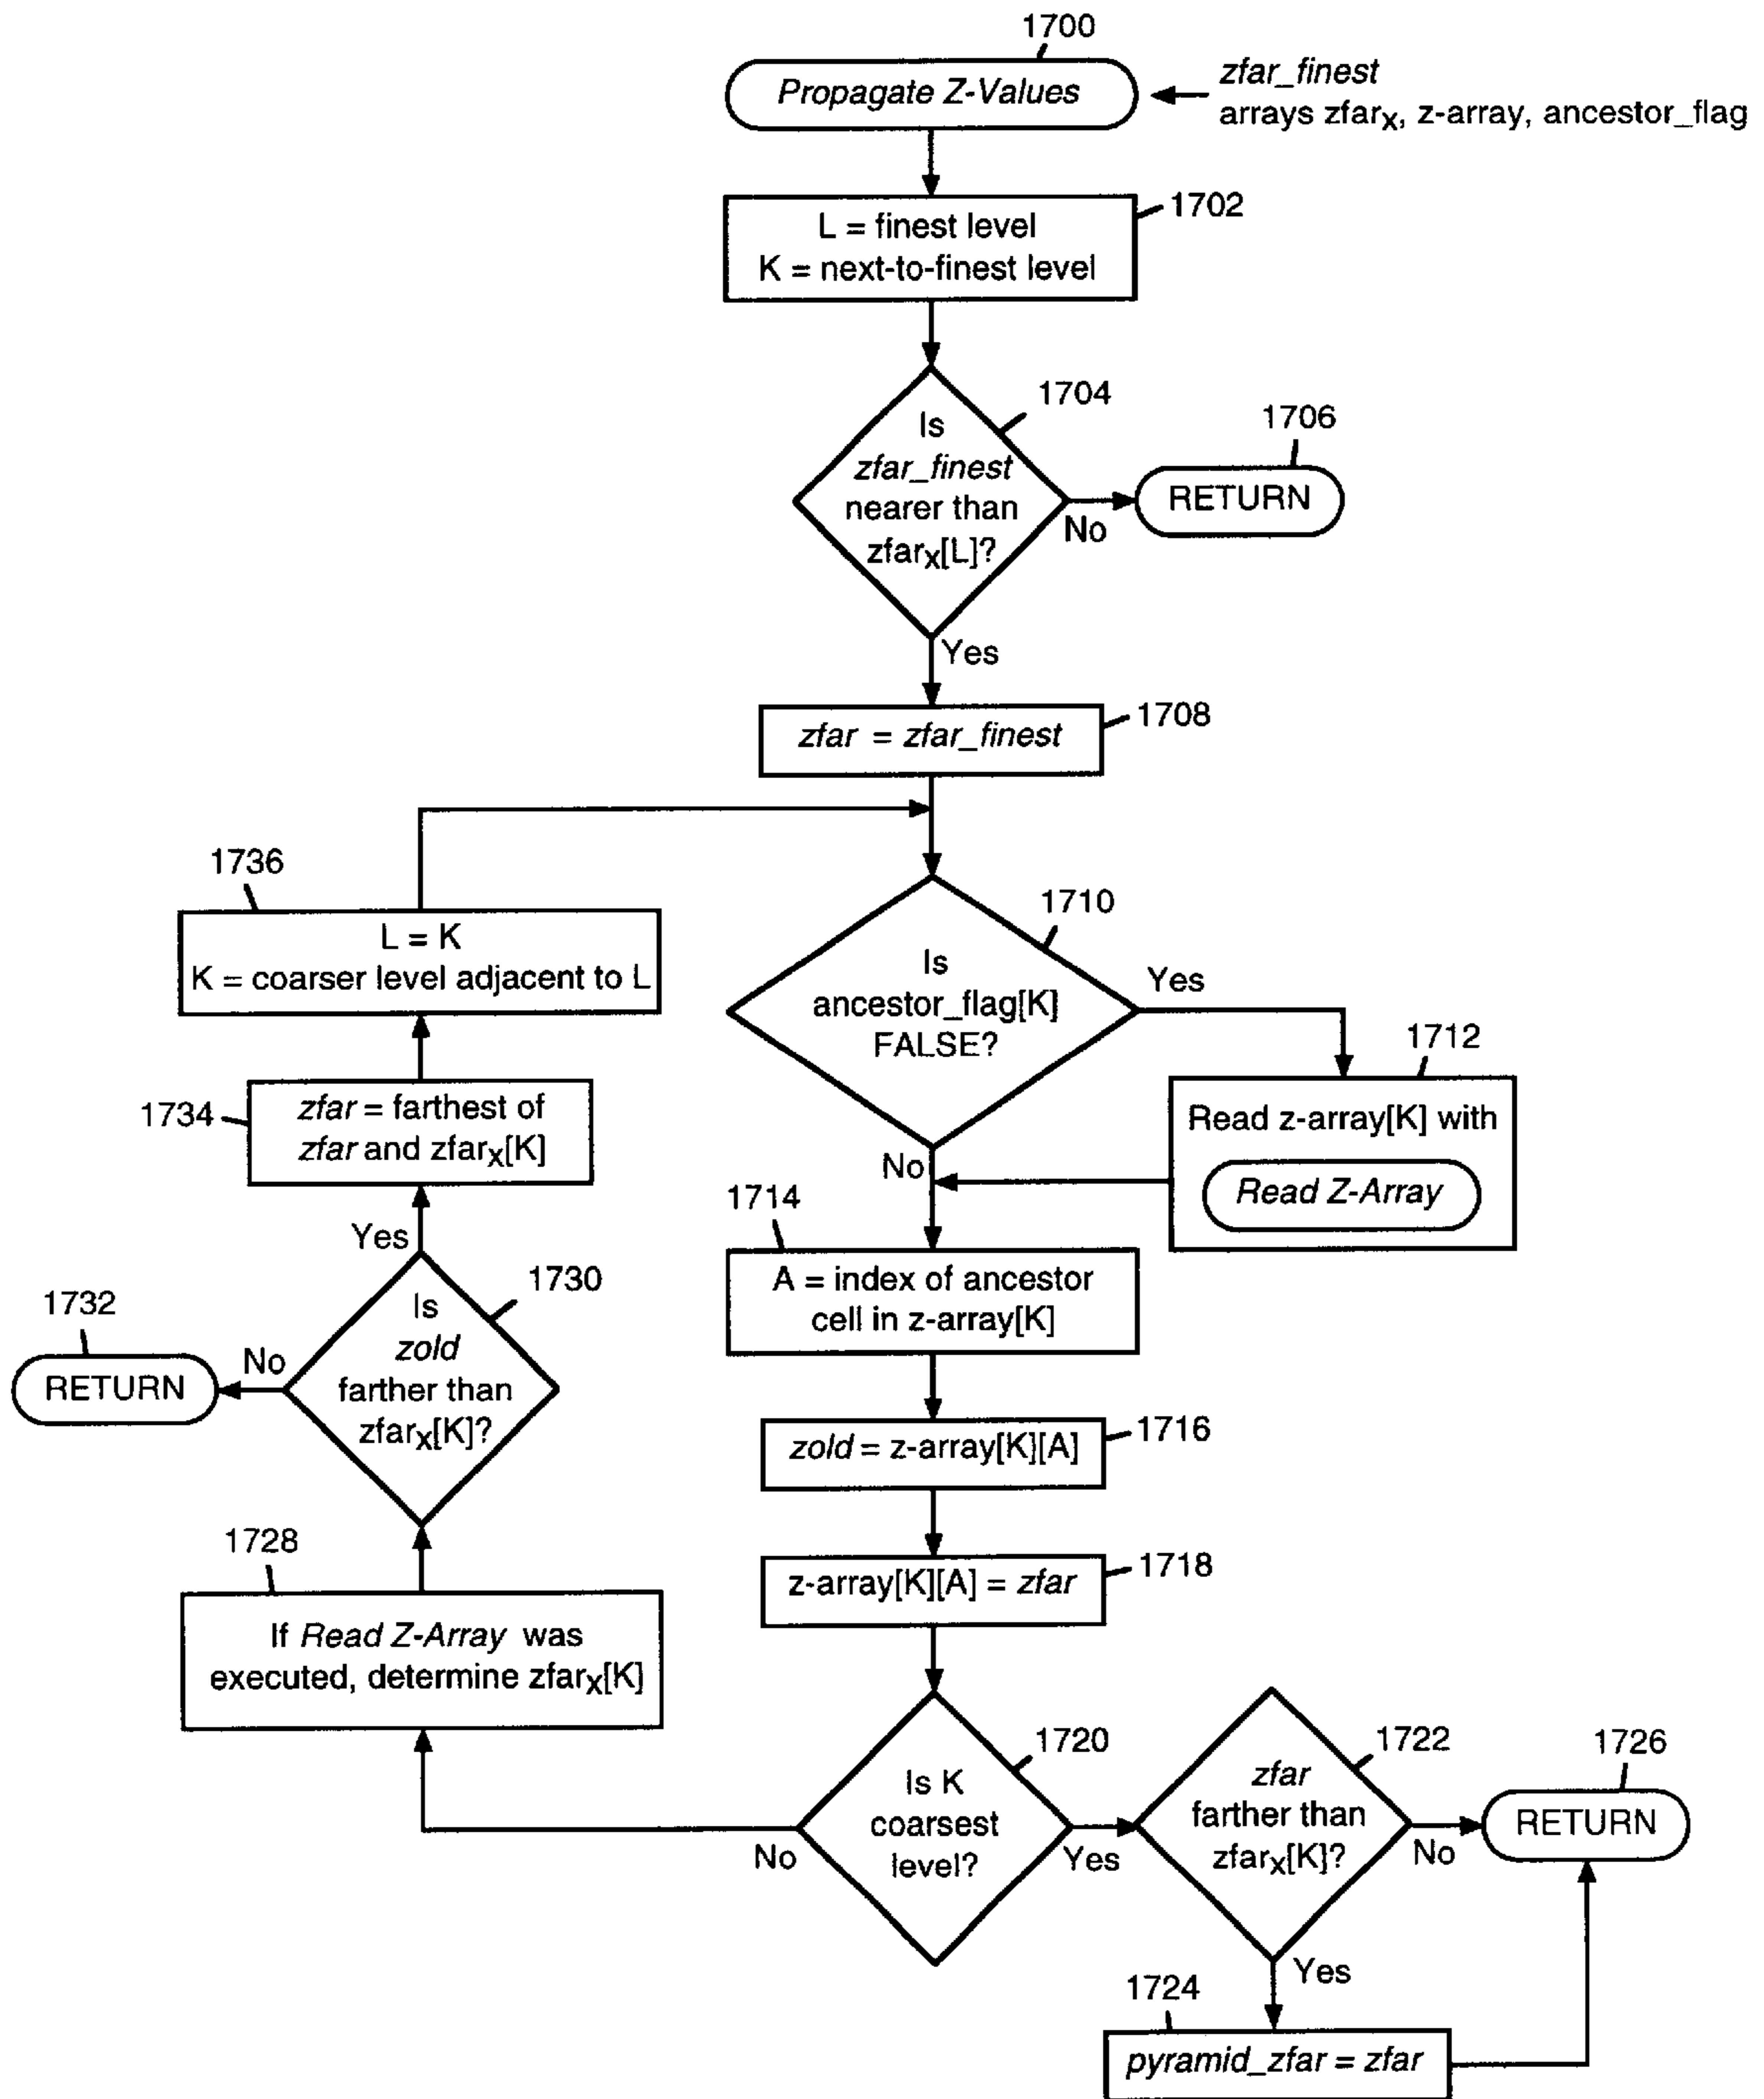 1700
Propagate Z-Values
zfar_finest
arrays zfarx, z-array, ancestor_flag
1702
L = finest level
K = next-to-finest level
1704
Is
zfar_finest
nearer than
zfarx[L]?
No
1706
RETURN
Yes
1708
zfar = zfar_finest
1736
L = K
K = coarser level adjacent to L
1710
Is
ancestor_flag[K]
FALSE?
Yes
No
1712
Read z-array[K] with
Read Z-Array
1734
zfar = farthest of
zfar and zfarx[K]
1714
A = index of ancestor
cell in z-array[K]
Yes
1730
Is
zold
farther than
zfarx[K]?
No
1732
RETURN
1716
zold = z-array[K][A]
1718
z-array[K][A] = zfar
1728
If Read Z-Array was
executed, determine zfarx[K]
1720
Is K
coarsest
level?
No
Yes
1722
zfar
farther than
zfarx[K]?
No
1726
RETURN
Yes
1724
pyramid_zfar = zfar